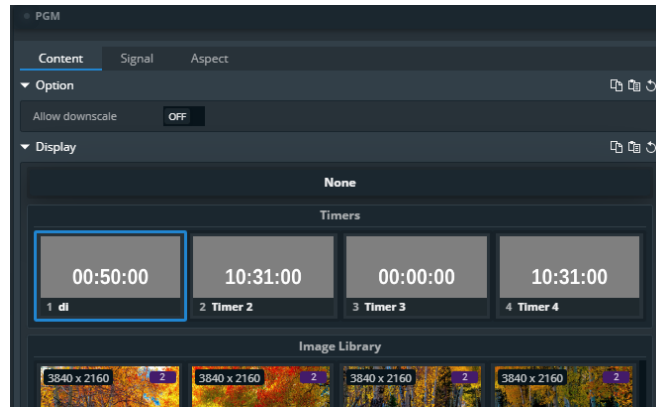 PGM
Content Signal Aspect
Option
Allow downscale OFF
Display
None
Timers
00:50:00 10:31:00 00:00:00 10:31:00
1 di 2 Timer 2 3 Timer 3 4 Timer 4
Image Library
3840 x 2160 2 3840 x 2160 2 3840 x 2160 2 3840 x 2160 2